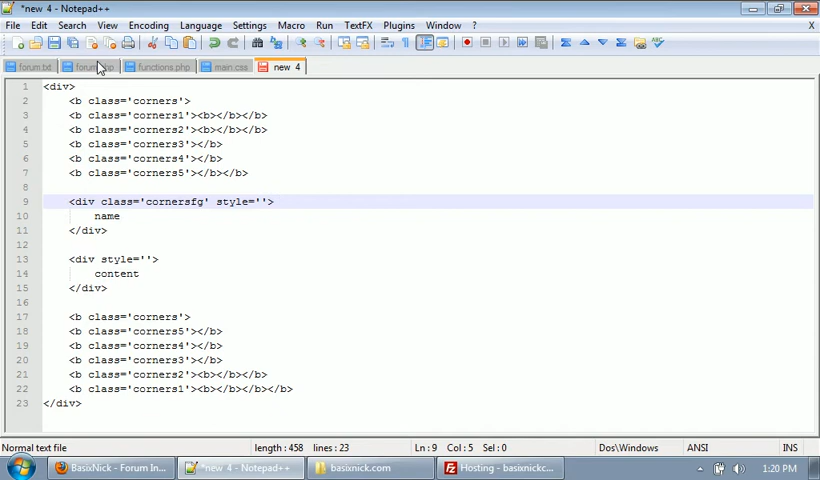 *new 4 - Notepad++
File Edit Search View Encoding Language Settings Macro Run TextFX Plugins Window ? X
forum.txt functions.php main.css new 4
1 <div>
2 <b class='corners'>
3 <b class='corners1'><b></b></b>
4 <b class='corners2'><b></b></b>
5 <b class='corners3'></b>
6 <b class='corners4'></b>
7 <b class='corners5'></b></b>
8
9 <div class='cornersfg' style=''>
10 name
11 </div>
12
13 <div style=''>
14 content
15 </div>
16
17 <b class='corners'>
18 <b class='corners5'></b>
19 <b class='corners4'></b>
20 <b class='corners3'></b>
21 <b class='corners2'><b></b></b>
22 <b class='corners1'><b></b></b></b>
23 </div>
Normal text file length : 458 lines : 23 Ln : 9 Col : 5 Sel : 0 Dos\Windows ANSI INS
BasixNick - Forum In... *new 4 - Notepad++ basixnick.com Hosting - basixnickc... 1:20 PM